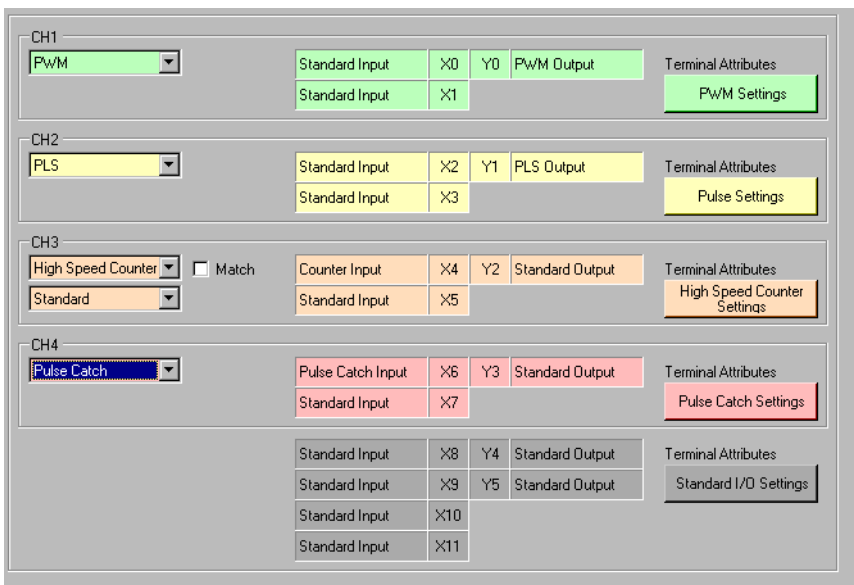 CH1
PWM
Standard Input X0 Y0 PWM Output Terminal Attributes
Standard Input X1 PWM Settings
CH2
PLS
Standard Input X2 Y1 PLS Output Terminal Attributes
Standard Input X3 Pulse Settings
CH3
High Speed Counter Match Counter Input X4 Y2 Standard Output Terminal Attributes
Standard Standard Input X5 High Speed Counter
Settings
CH4
Pulse Catch Pulse Catch Input X6 Y3 Standard Output Terminal Attributes
Standard Input X7 Pulse Catch Settings
Standard Input X8 Y4 Standard Output Terminal Attributes
Standard Input X9 Y5 Standard Output Standard I/O Settings
Standard Input X10
Standard Input X11